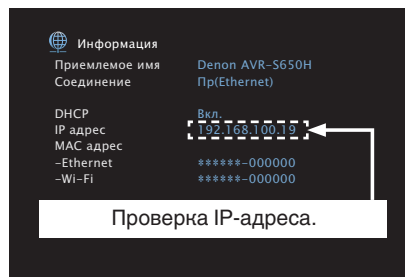 Информация
Приемлемое имя Denon AVR-S650H
Соединение Пр(Ethernet)
DHCP Вкл.
IP адрес 192.168.100.19
MAC адрес
-Ethernet ******-000000
-Wi-Fi ******-000000
Проверка IP-адреса.